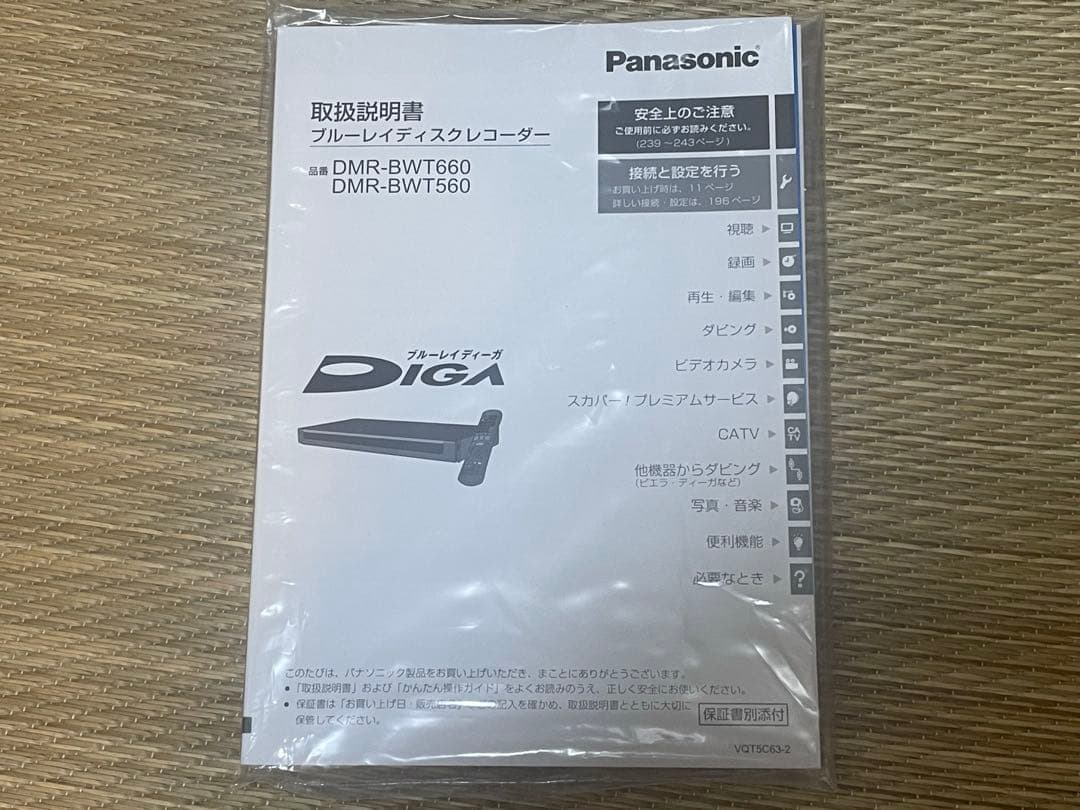 Panasonic
取扱説明書
ブルーレイディスクレコーダー
品番 DMR-BWT660
DMR-BWT560
安全上のご注意
ご使用前に必ずお読みください。
(239～243ページ)
接続と設定を行う
お買い上げ時は、11ページ
詳しい接続・設定は、196ページ
視聴
録画
再生・編集
ダビング
ビデオカメラ
スカパー!プレミアムサービス
CATV
CA
TV
他機器からダビング
(ビエラ・ディーガなど)
写真・音楽
便利機能
必要なとき
?
ブルーレイディーガ
DIGA
このたびは、パナソニック製品をお買い上げいただき、まことにありがとうございます。
●「取扱説明書」および「かんたん操作ガイド」をよくお読みのうえ、正しく安全にお使いください。
●保証書は「お買い上げ日・販売店名」の記入を確かめ、取扱説明書とともに大切に
保管してください。
保証書別添付
VQT5C63-2